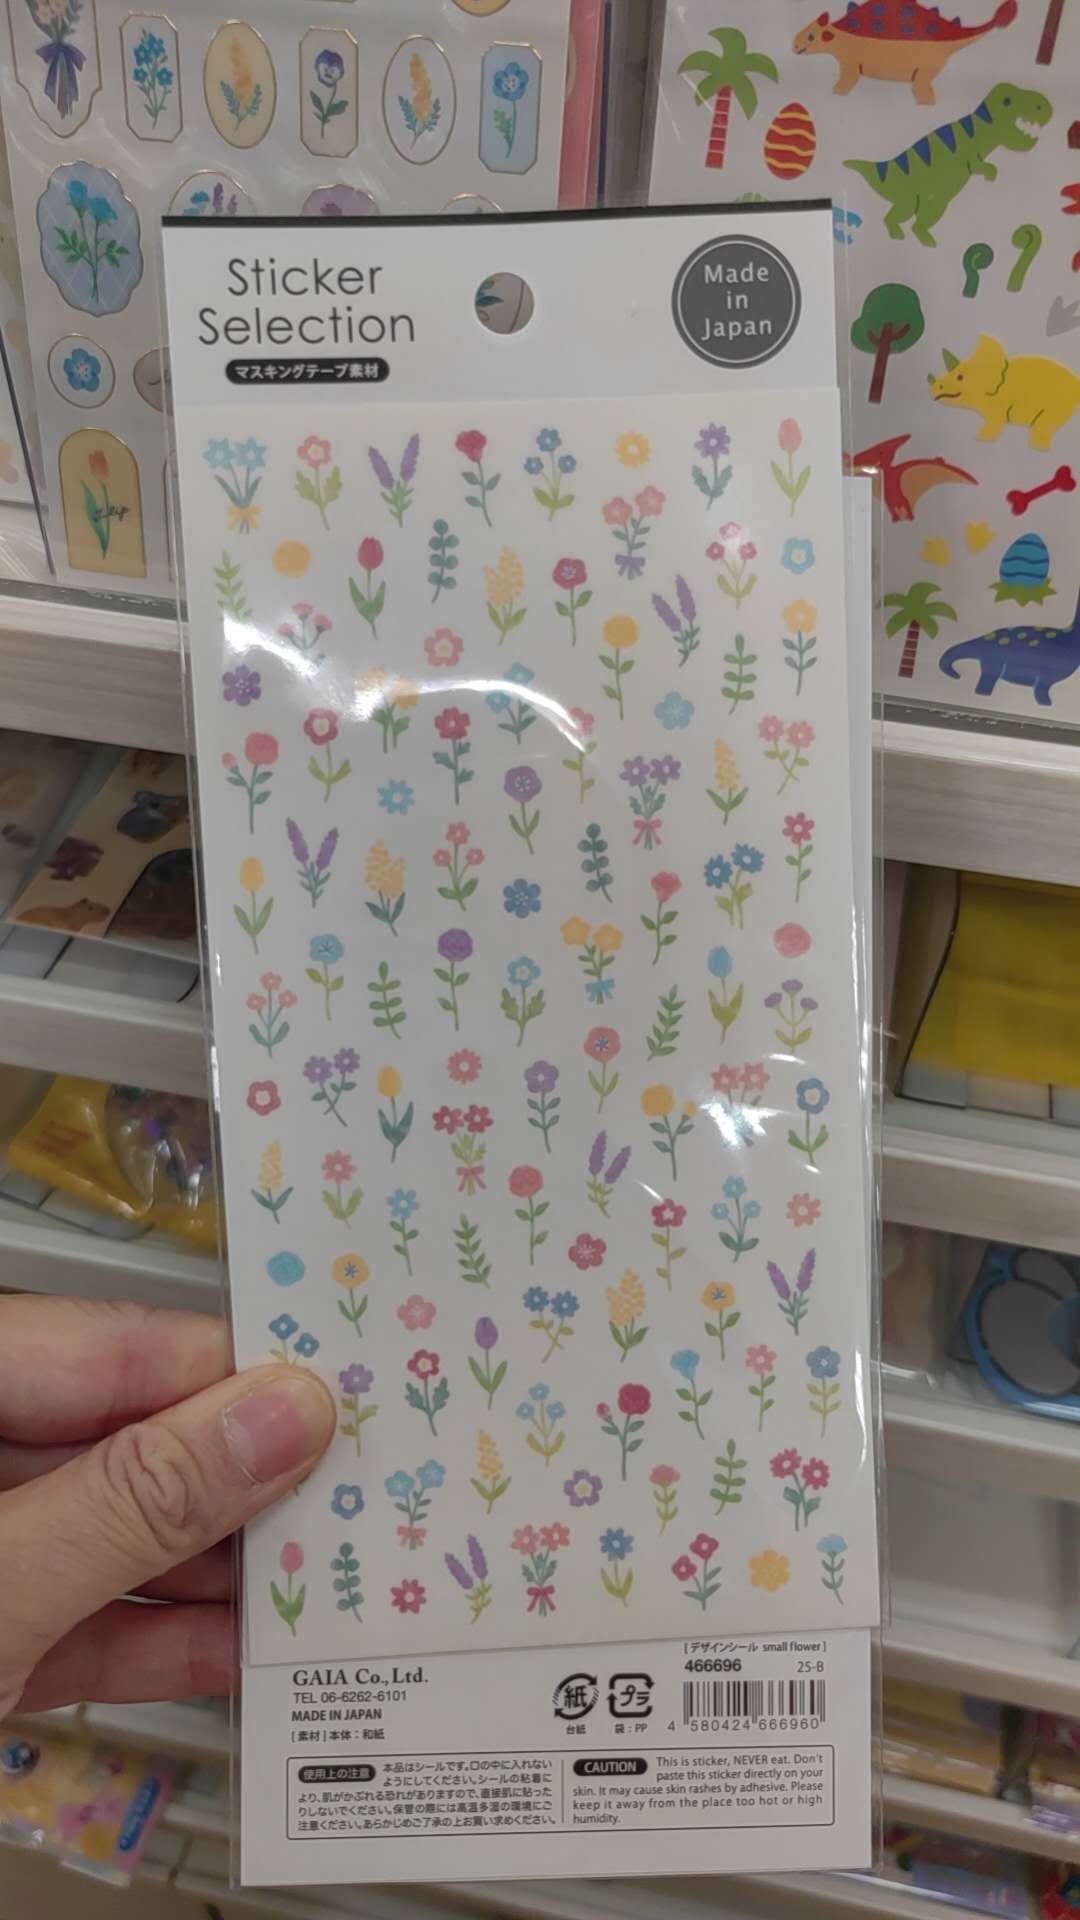 Sticker
Selection
マスキングテープ素材
Made
in
Japan
[デザインシール small flower]
466696 25-B
4 580424 666960
GAIA Co.,Ltd.
TEL 06-6262-6101
MADE IN JAPAN
[素材]本体：和紙
紙
台紙
プラ
袋：PP
使用上の注意
本品はシールです。口の中に入れない
ようにしてください。シールの粘着に
より、肌がかぶれる恐れがありますので、直接肌に貼った
りしないでください。保管の際には高温多湿の環境にご
注意ください。あらかじめご了承の上お買い求めください。
CAUTION
This is sticker, NEVER eat. Don't
paste this sticker directly on your
skin. It may cause skin rashes by adhesive. Please
keep it away from the place too hot or high
humidity.